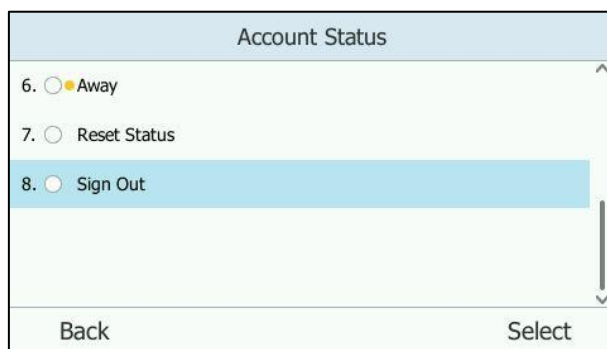 Account Status
6. Away
7. Reset Status
8. Sign Out
Back Select